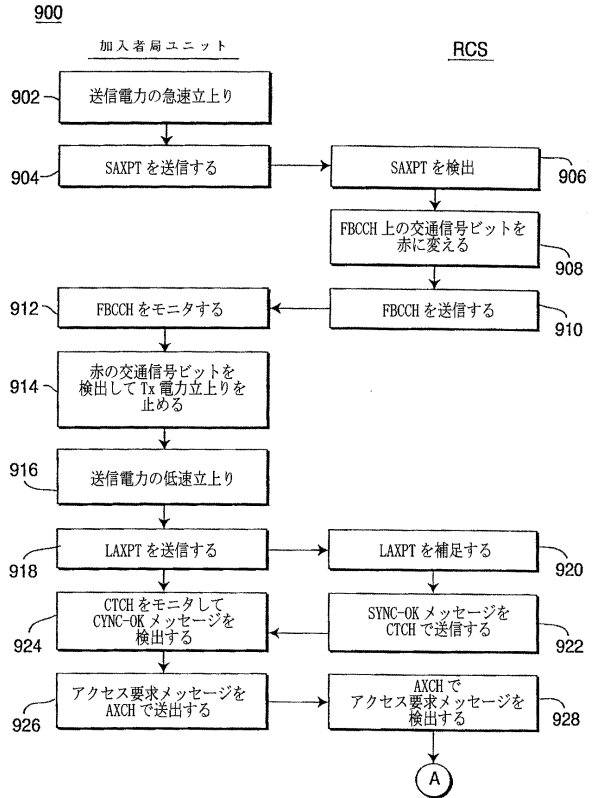 900
加入者局ユニット
RCS
902
送信電力の急速立上り
904
SAXPT を送信する
SAXPT を検出
906
FBCCH 上の交通信号ビットを
赤に変える
908
912
FBCCH をモニタする
FBCCH を送信する
910
914
赤の交通信号ビットを
検出して Tx 電力立上りを
止める
916
送信電力の低速立上り
918
LAXPT を送信する
LAXPT を補足する
920
924
CTCH をモニタして
CYNC-OK メッセージを
検出する
SYNC-OK メッセージを
CTCH で送信する
922
926
アクセス要求メッセージを
AXCH で送出する
AXCH で
アクセス要求メッセージを
検出する
928
A